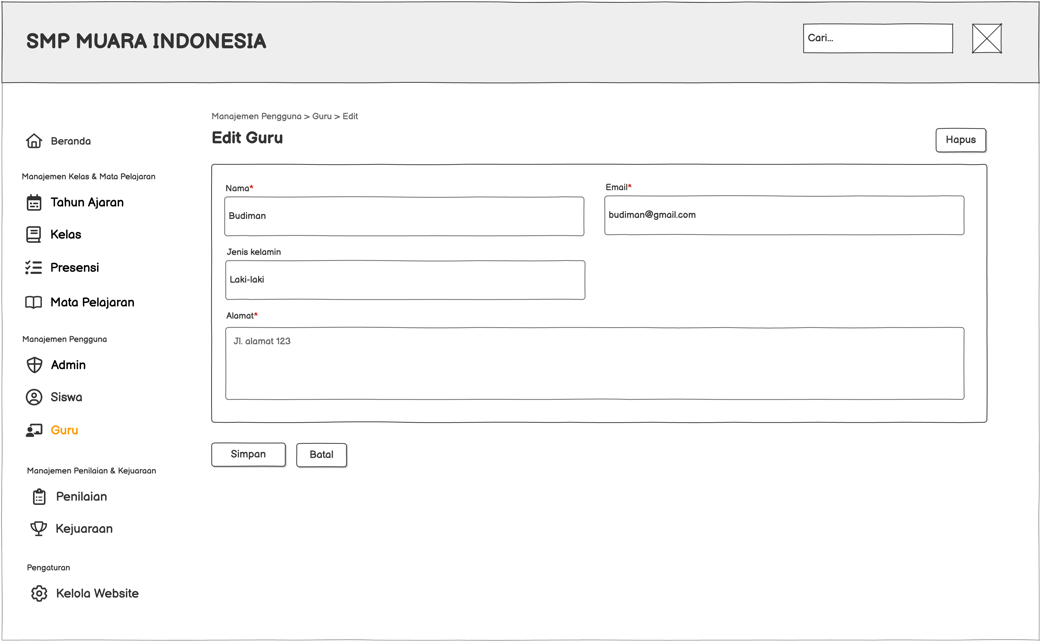 SMP MUARA INDONESIA
Cari...
Beranda
Manajemen Kelas & Mata Pelajaran
Tahun Ajaran
Kelas
Presensi
Mata Pelajaran
Manajemen Pengguna
Admin
Siswa
Guru
Manajemen Penilaian & Kejuaraan
Penilaian
Kejuaraan
Pengaturan
Kelola Website
Manajemen Pengguna > Guru > Edit
Edit Guru
Hapus
Nama*
Budiman
Email*
budiman@gmail.com
Jenis kelamin
Laki-laki
Alamat*
Jl. alamat 123
Simpan
Batal